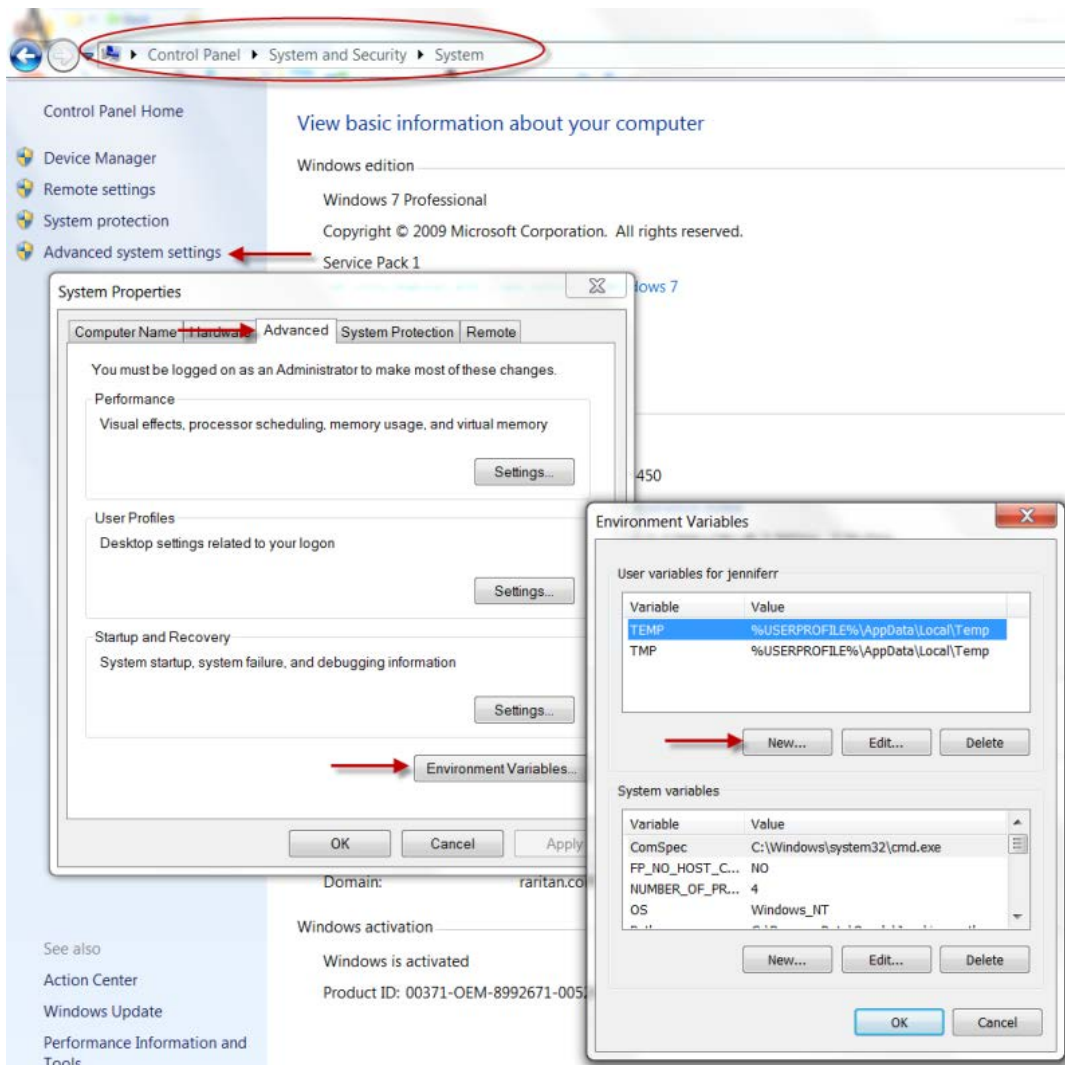 Control Panel ▸ System and Security ▸ System
Control Panel Home
Device Manager
Remote settings
System protection
Advanced system settings
View basic information about your computer
Windows edition
Windows 7 Professional
Copyright © 2009 Microsoft Corporation. All rights reserved.
Service Pack 1
dows 7
System Properties
Computer Name Hardware Advanced System Protection Remote
You must be logged on as an Administrator to make most of these changes.
Performance
Visual effects, processor scheduling, memory usage, and virtual memory
Settings...
User Profiles
Desktop settings related to your logon
Settings...
Startup and Recovery
System startup, system failure, and debugging information
Settings...
Environment Variables...
OK Cancel Apply
450
Environment Variables
User variables for jenniferr
Variable Value
TEMP %USERPROFILE%\AppData\Local\Temp
TMP %USERPROFILE%\AppData\Local\Temp
New... Edit... Delete
System variables
Variable Value
ComSpec C:\Windows\system32\cmd.exe
FP_NO_HOST_C... NO
NUMBER_OF_PR... 4
OS Windows_NT
New... Edit... Delete
OK Cancel
Domain: raritan.co
Windows activation
Windows is activated
Product ID: 00371-OEM-8992671-0052
See also
Action Center
Windows Update
Performance Information and
Tools